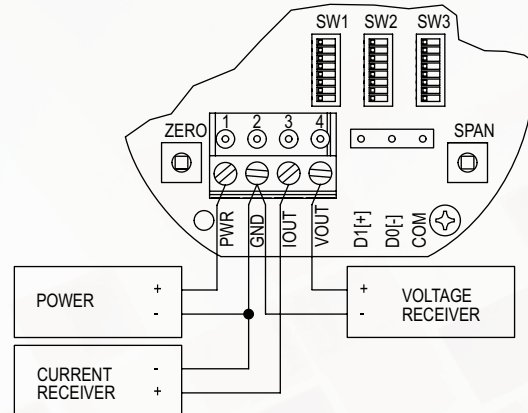 SW1 SW2 SW3
1 2 3 4
ZERO SPAN
PWR
GND
IOUT
VOUT
D1[+]
D0[-]
COM
POWER + -
+ - VOLTAGE
RECEIVER
CURRENT
RECEIVER - +